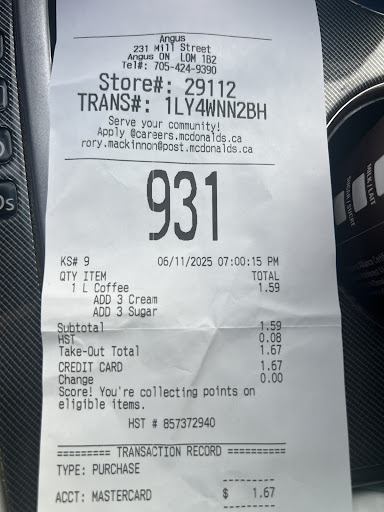 Angus
231 Mill Street
Angus ON L0M 1B2
Tel#: 705-424-9390
Store#: 29112
TRANS#: 1LY4WNN2BH
Serve your community!
Apply @careers.mcdonalds.ca
rory.mackinnon@post.mcdonalds.ca
931
KS# 9 06/11/2025 07:00:15 PM
QTY ITEM TOTAL
1 L Coffee 1.59
ADD 3 Cream
ADD 3 Sugar
Subtotal 1.59
HST 0.08
Take-Out Total 1.67
CREDIT CARD 1.67
Change 0.00
Score! You're collecting points on
eligible items.
HST # 857372940
========= TRANSACTION RECORD ==========
TYPE: PURCHASE
---------
ACCT: MASTERCARD $ 1.67
---------
MILK / LAIT
SUGAR / SUCRE